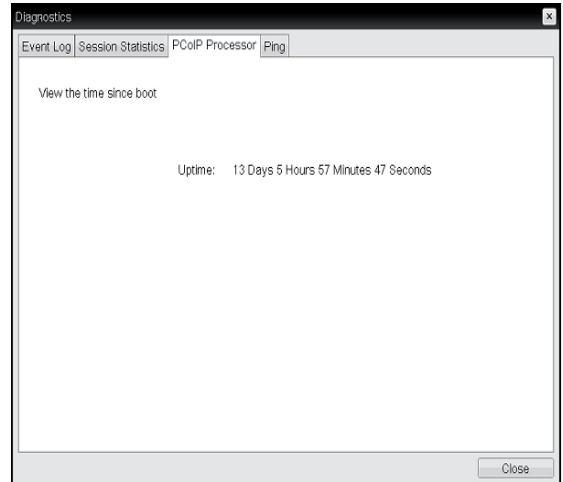 Diagnostics
Event Log Session Statistics PCoIP Processor Ping
View the time since boot
Uptime: 13 Days 5 Hours 57 Minutes 47 Seconds
Close